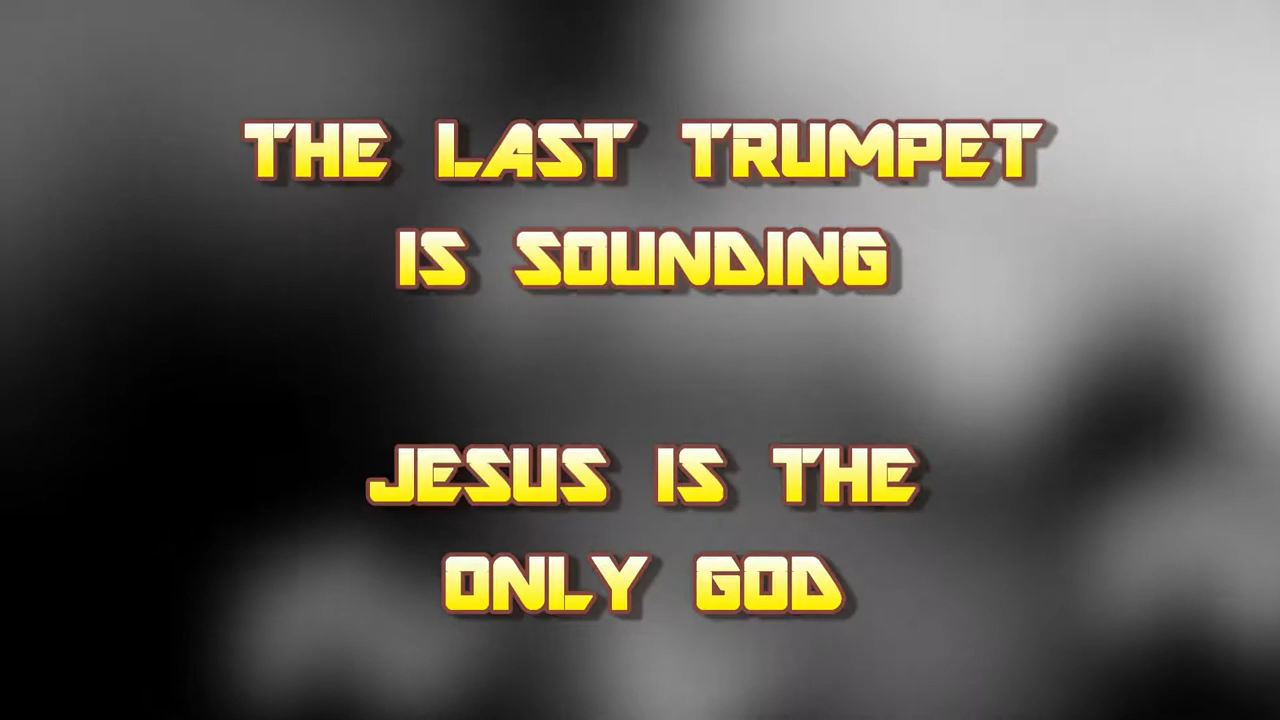 THE LAST TRUMPET
IS SOUNDING
JESUS IS THE
ONLY GOD